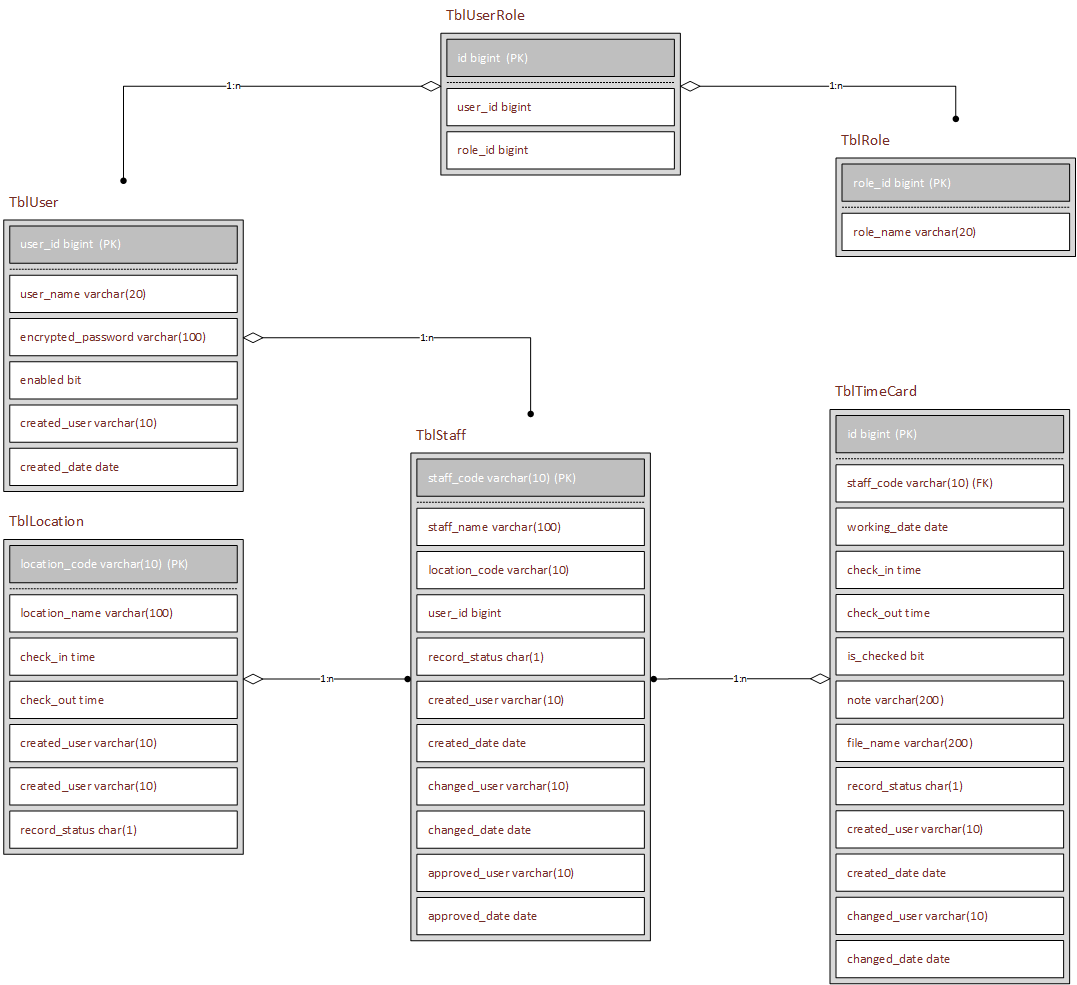 TblUserRole
id bigint (PK)
user_id bigint
role_id bigint
1:n
1:n
TblRole
role_id bigint (PK)
role_name varchar(20)
TblUser
user_id bigint (PK)
user_name varchar(20)
encrypted_password varchar(100)
enabled bit
created_user varchar(10)
created_date date
1:n
TblLocation
location_code varchar(10) (PK)
location_name varchar(100)
check_in time
check_out time
created_user varchar(10)
created_user varchar(10)
record_status char(1)
1:n
TblStaff
staff_code varchar(10) (PK)
staff_name varchar(100)
location_code varchar(10)
user_id bigint
record_status char(1)
created_user varchar(10)
created_date date
changed_user varchar(10)
changed_date date
approved_user varchar(10)
approved_date date
1:n
TblTimeCard
id bigint (PK)
staff_code varchar(10) (FK)
working_date date
check_in time
check_out time
is_checked bit
note varchar(200)
file_name varchar(200)
record_status char(1)
created_user varchar(10)
created_date date
changed_user varchar(10)
changed_date date